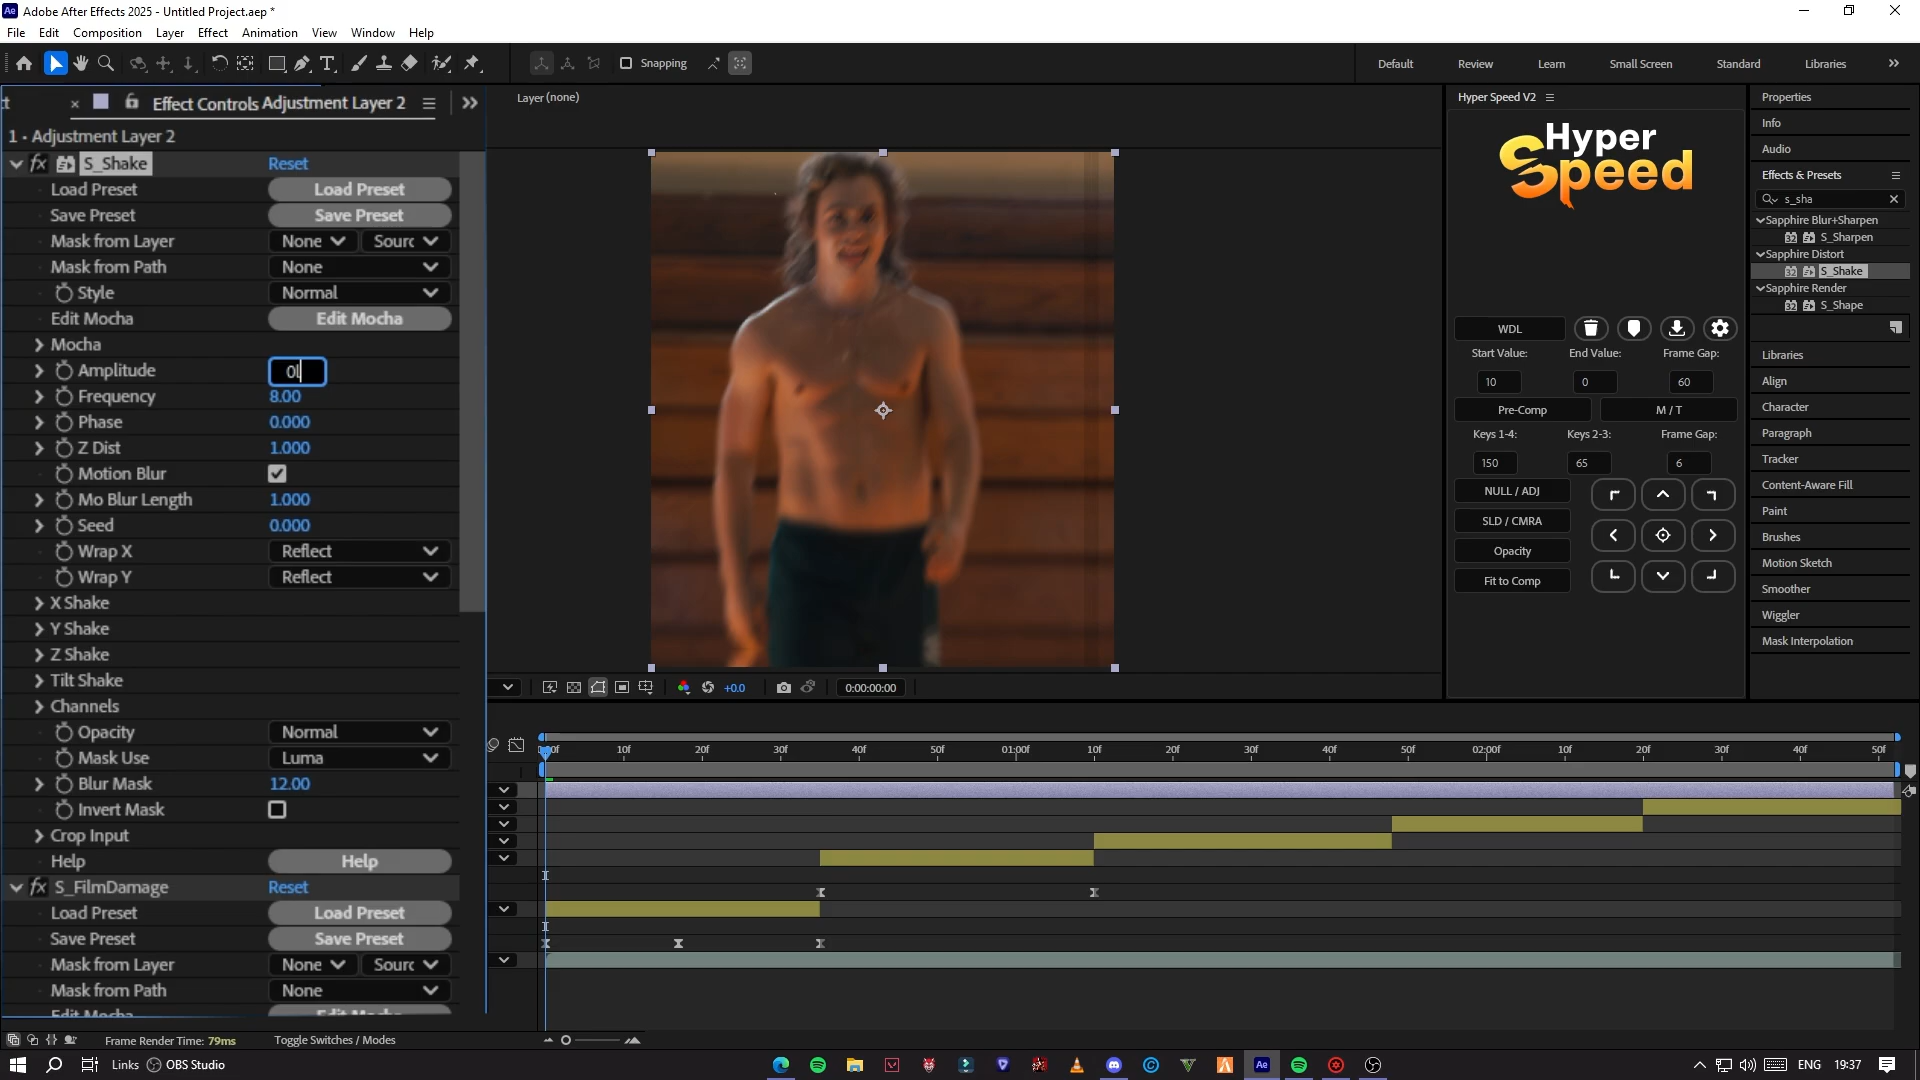 Adobe After Effects 2025 - Untitled Project.aep *
File Edit Composition Layer Effect Animation View Window Help
Snapping
Default Review Learn Small Screen Standard Libraries
Effect Controls Adjustment Layer 2
Layer (none)
1 - Adjustment Layer 2
S_Shake Reset
Load Preset Load Preset
Save Preset Save Preset
Mask from Layer None Sourc
Mask from Path None
Style Normal
Edit Mocha Edit Mocha
Mocha
Amplitude 0
Frequency 8.00
Phase 0.000
Z Dist 1.000
Motion Blur
Mo Blur Length 1.000
Seed 0.000
Wrap X Reflect
Wrap Y Reflect
X Shake
Y Shake
Z Shake
Tilt Shake
Channels
Opacity Normal
Mask Use Luma
Blur Mask 12.00
Invert Mask
Crop Input
Help Help
S_FilmDamage Reset
Load Preset Load Preset
Save Preset Save Preset
Mask from Layer None Sourc
Mask from Path None
Edit Mocha Edit Mocha
Frame Render Time: 79ms
Toggle Switches / Modes
+0.0
0:00:00:00
10f 20f 30f 40f 50f 01:00f 10f 20f 30f 40f 50f 02:00f 10f 20f 30f 40f 50f
Hyper Speed V2
Hyper
Speed
WDL
Start Value: End Value: Frame Gap:
10 0 60
Pre-Comp M / T
Keys 1-4: Keys 2-3: Frame Gap:
150 65 6
NULL / ADJ
SLD / CMRA
Opacity
Fit to Comp
Properties
Info
Audio
Effects & Presets
s_sha
Sapphire Blur+Sharpen
S_Sharpen
Sapphire Distort
S_Shake
Sapphire Render
S_Shape
Libraries
Align
Character
Paragraph
Tracker
Content-Aware Fill
Paint
Brushes
Motion Sketch
Smoother
Wiggler
Mask Interpolation
Links OBS Studio
ENG 19:37